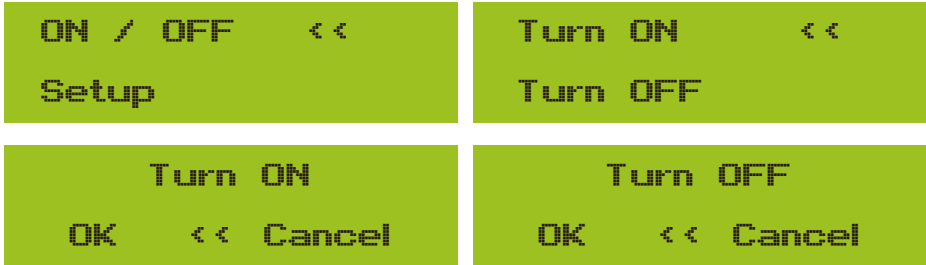 ON / OFF <<
Setup
Turn ON <<
Turn OFF
Turn ON
OK << Cancel
Turn OFF
OK << Cancel